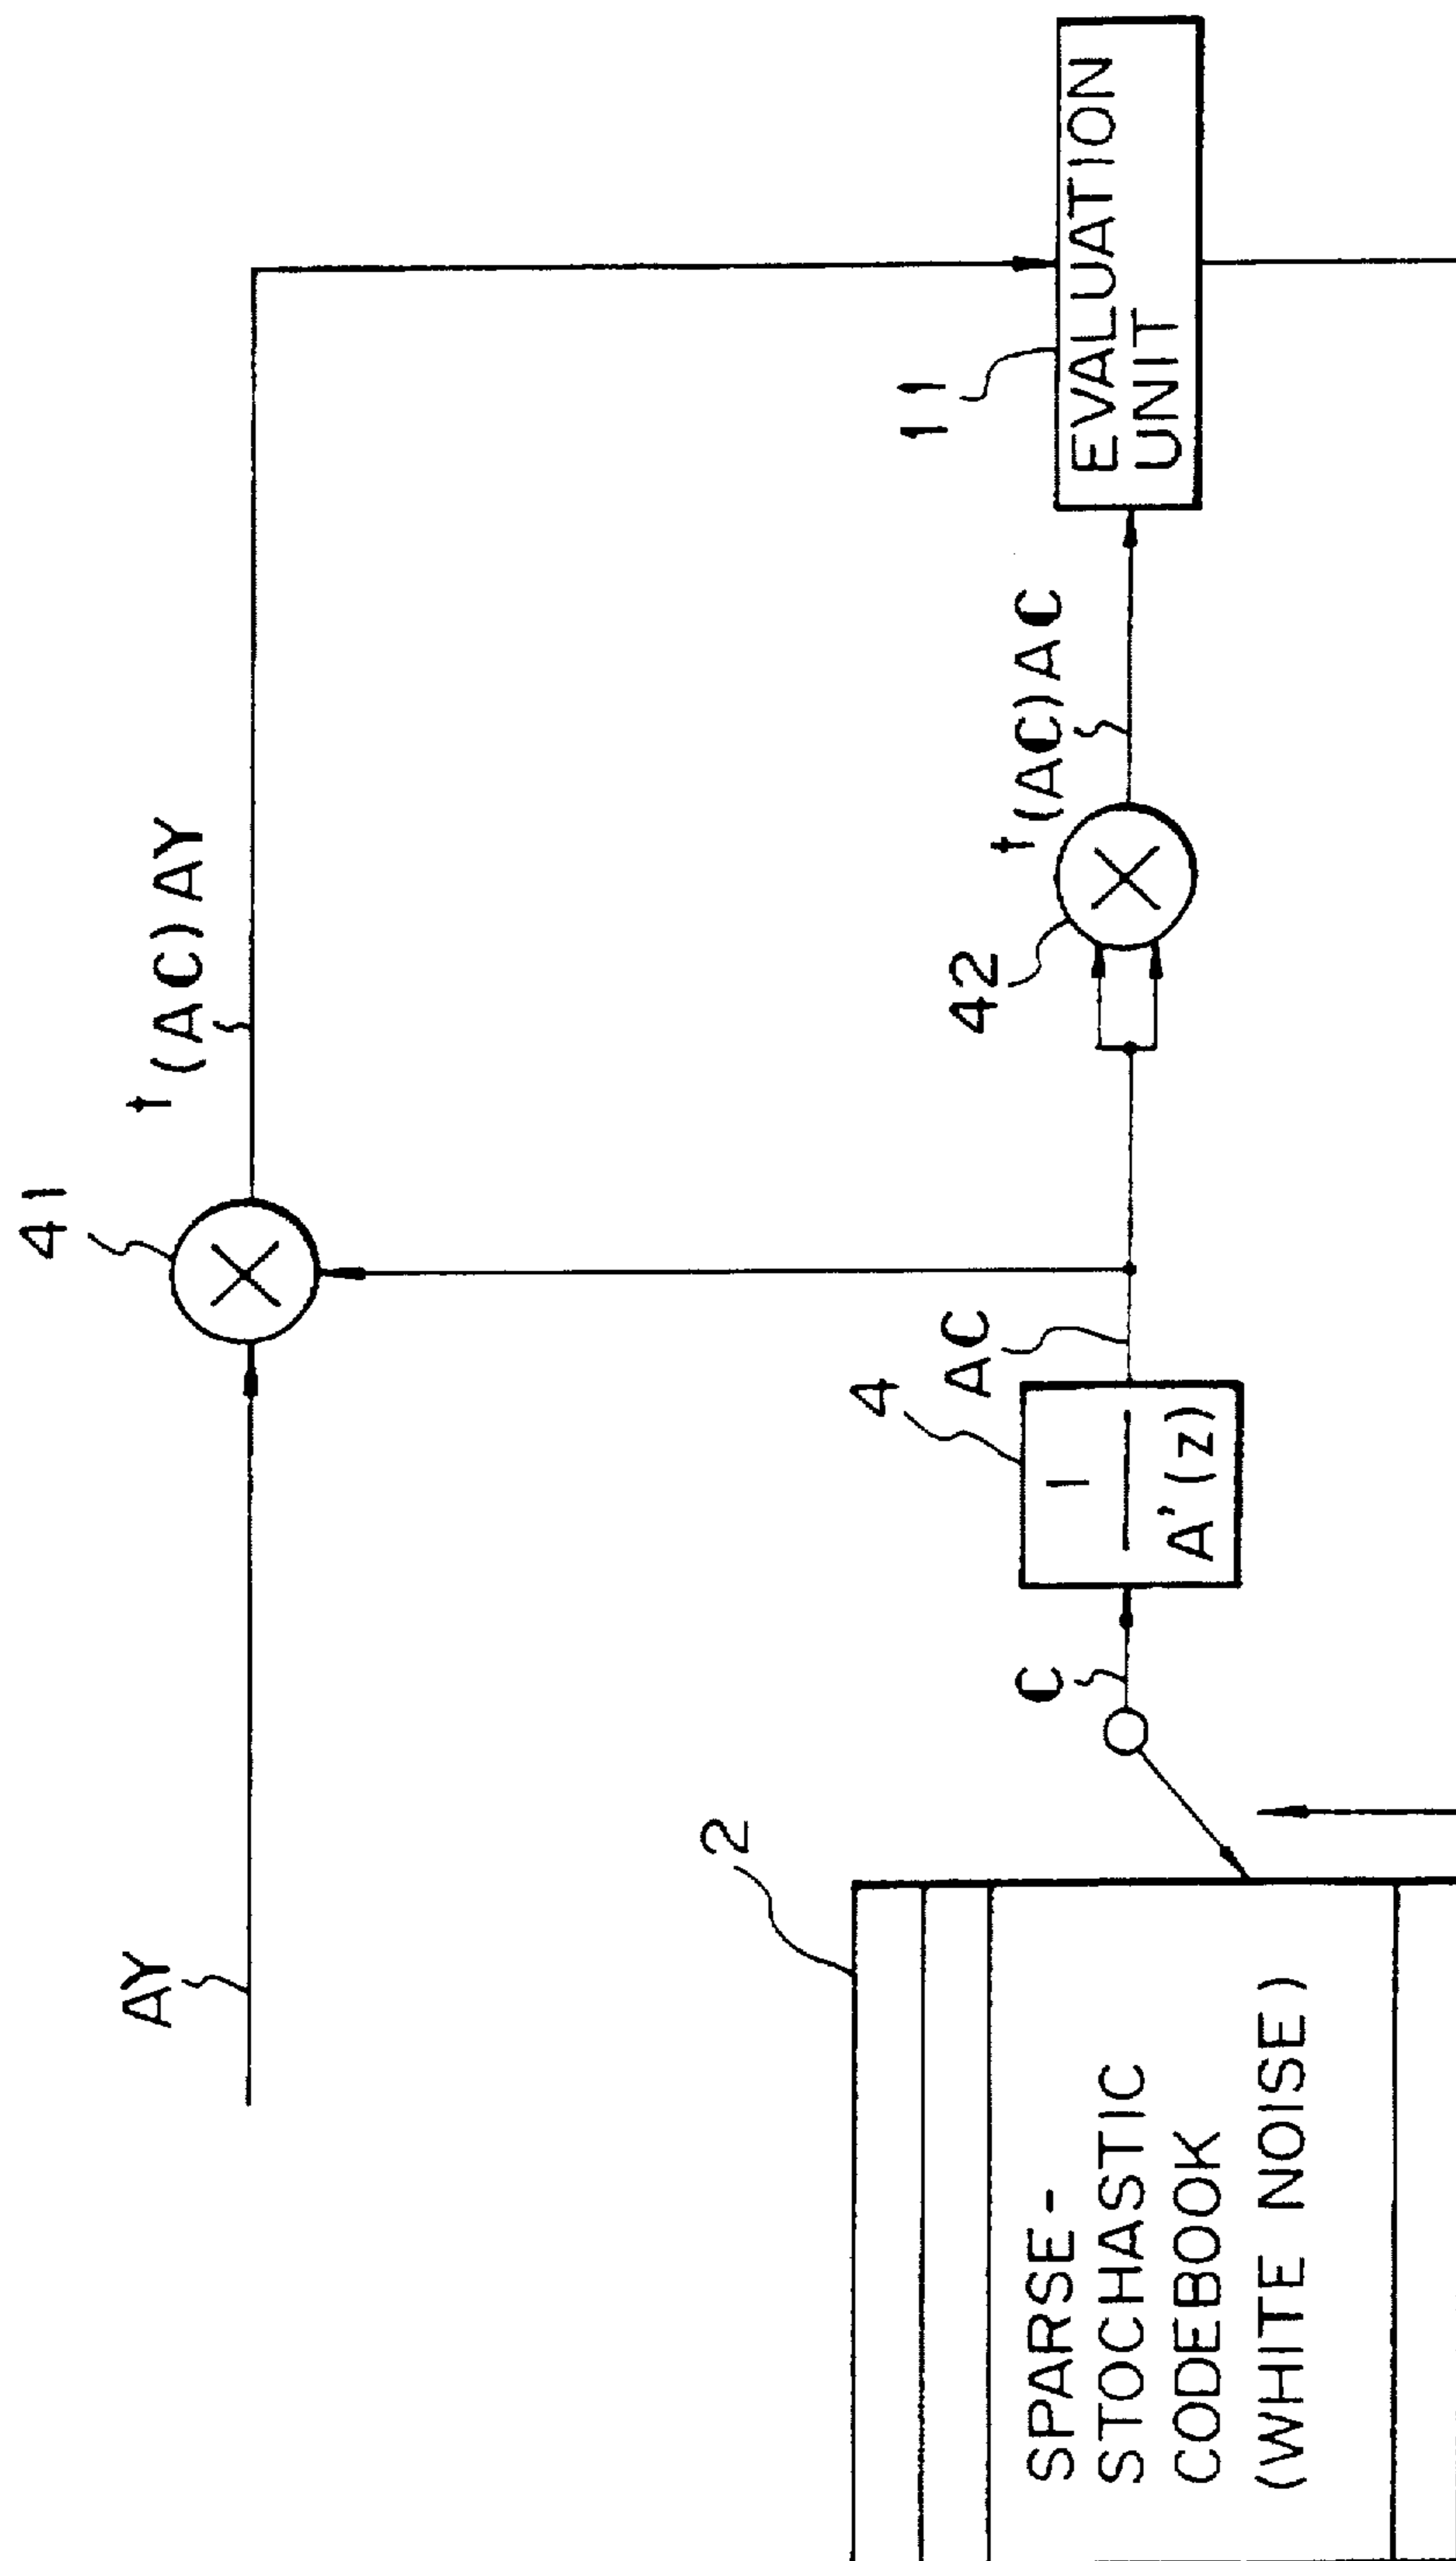 AY
41
ᵗ(AC)AY
2
SPARSE-
STOCHASTIC
CODEBOOK
(WHITE NOISE)
C
4
1
A'(z)
AC
42
ᵗ(AC)AC
11
EVALUATION
UNIT